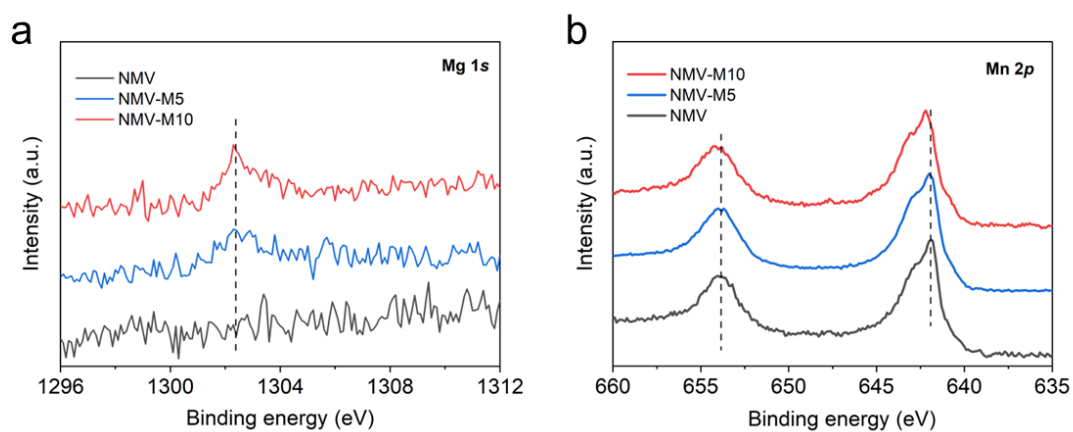 a
Mg 1s
NMV
NMV-M5
NMV-M10
Intensity (a.u.)
1296 1300 1304 1308 1312
Binding energy (eV)
b
Mn 2p
NMV-M10
NMV-M5
NMV
Intensity (a.u.)
660 655 650 645 640 635
Binding energy (eV)